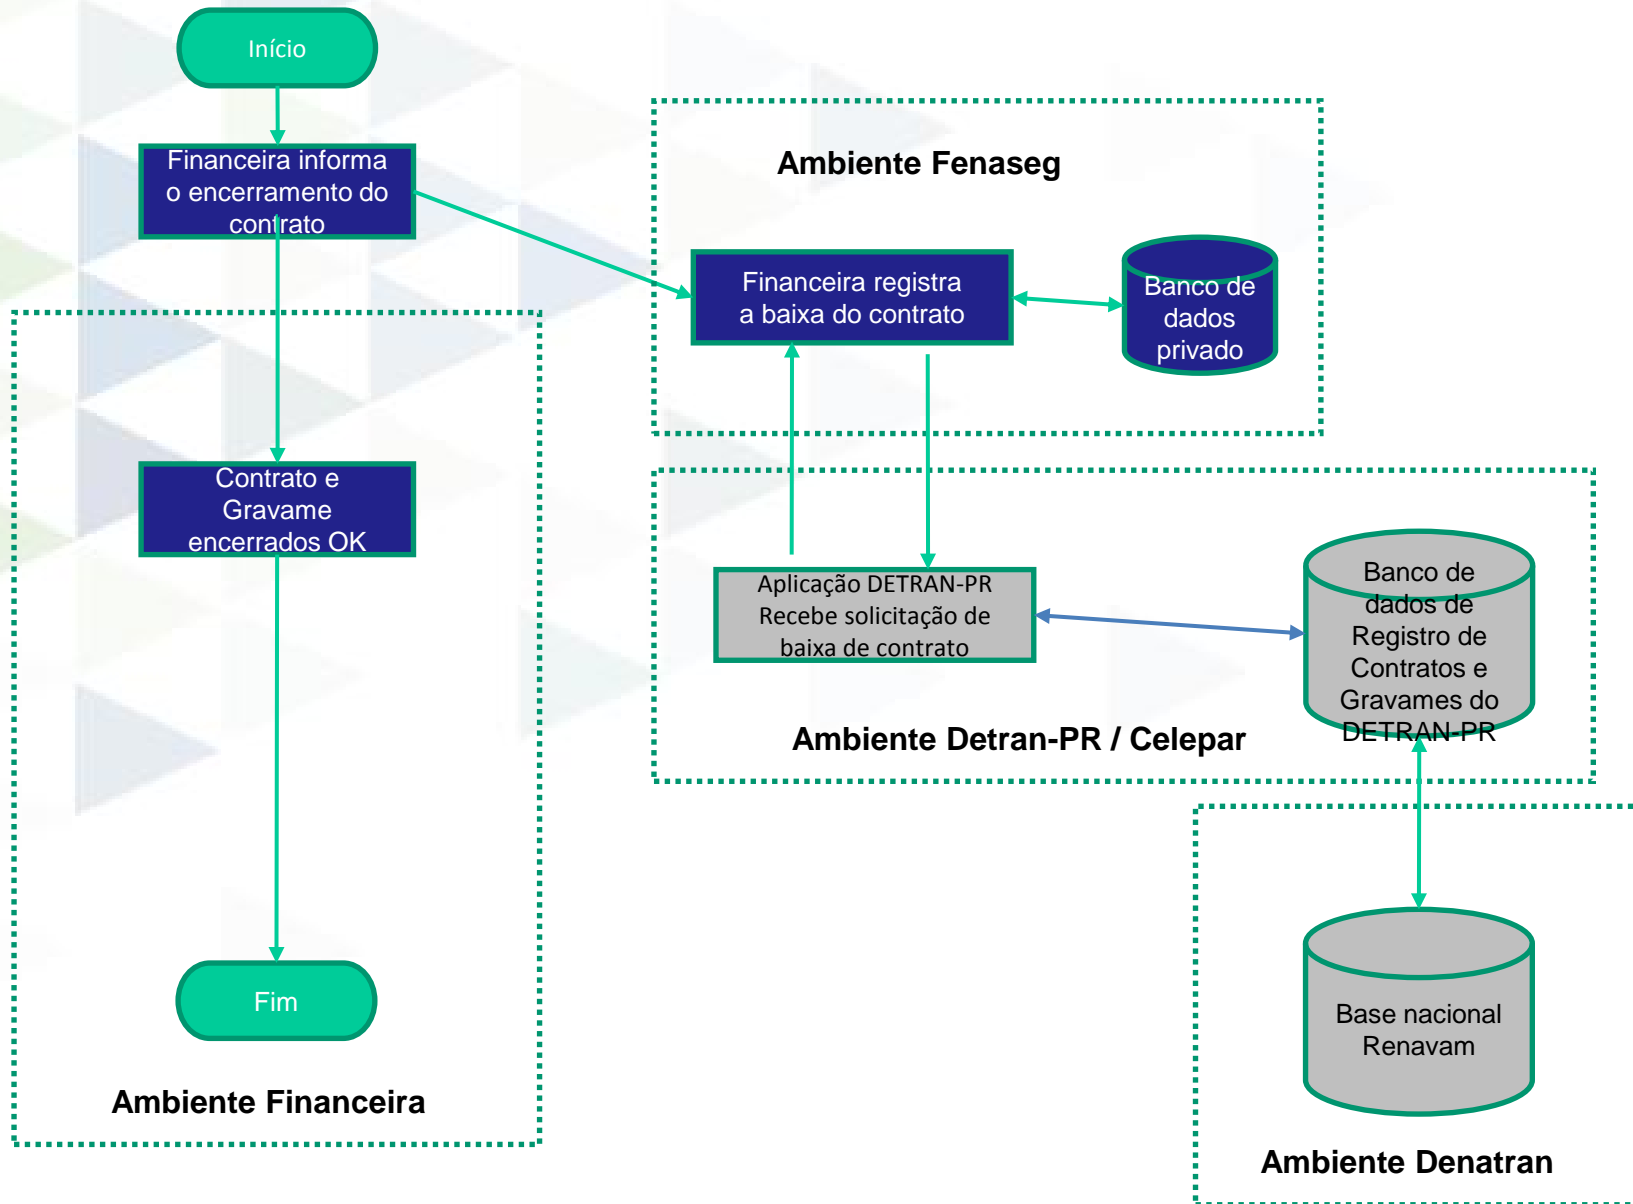 Início
Financeira informa
o encerramento do
contrato
Ambiente Fenaseg
Financeira registra
a baixa do contrato
Banco de
dados
privado
Contrato e
Gravame
encerrados OK
Aplicação DETRAN-PR
Recebe solicitação de
baixa de contrato
Banco de
dados de
Registro de
Contratos e
Gravames do
DETRAN-PR
Ambiente Detran-PR / Celepar
Fim
Ambiente Financeira
Base nacional
Renavam
Ambiente Denatran